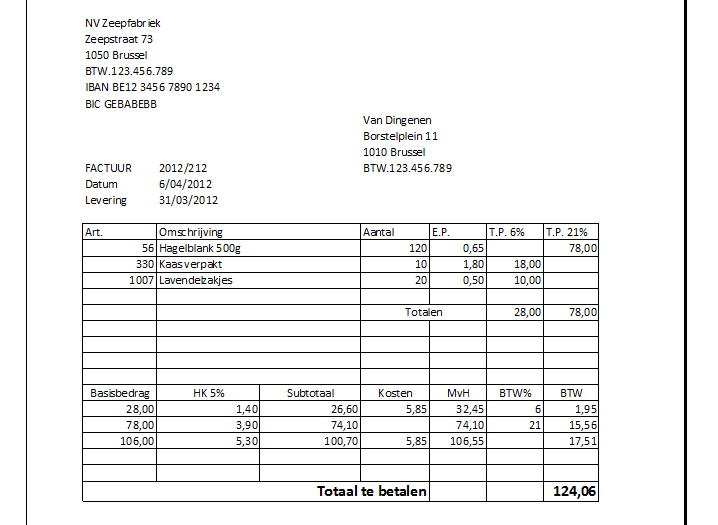 NV Zeepfabriek
Zeepstraat 73
1050 Brussel
BTW.123.456.789
IBAN BE12 3456 7890 1234
BIC GEBABEBB
Van Dingenen
Borstelplein 11
1010 Brussel
FACTUUR 2012/212 BTW.123.456.789
Datum 6/04/2012
Levering 31/03/2012
Art. Omschrijving Aantal E.P. T.P. 6% T.P. 21%
56 Hagelblank 500g 120 0,65 78,00
330 Kaas verpakt 10 1,80 18,00
1007 Lavendelzakjes 20 0,50 10,00
Totalen 28,00 78,00
Basisbedrag HK 5% Subtotaal Kosten MvH BTW% BTW
28,00 1,40 26,60 5,85 32,45 6 1,95
78,00 3,90 74,10 74,10 21 15,56
106,00 5,30 100,70 5,85 106,55 17,51
Totaal te betalen 124,06